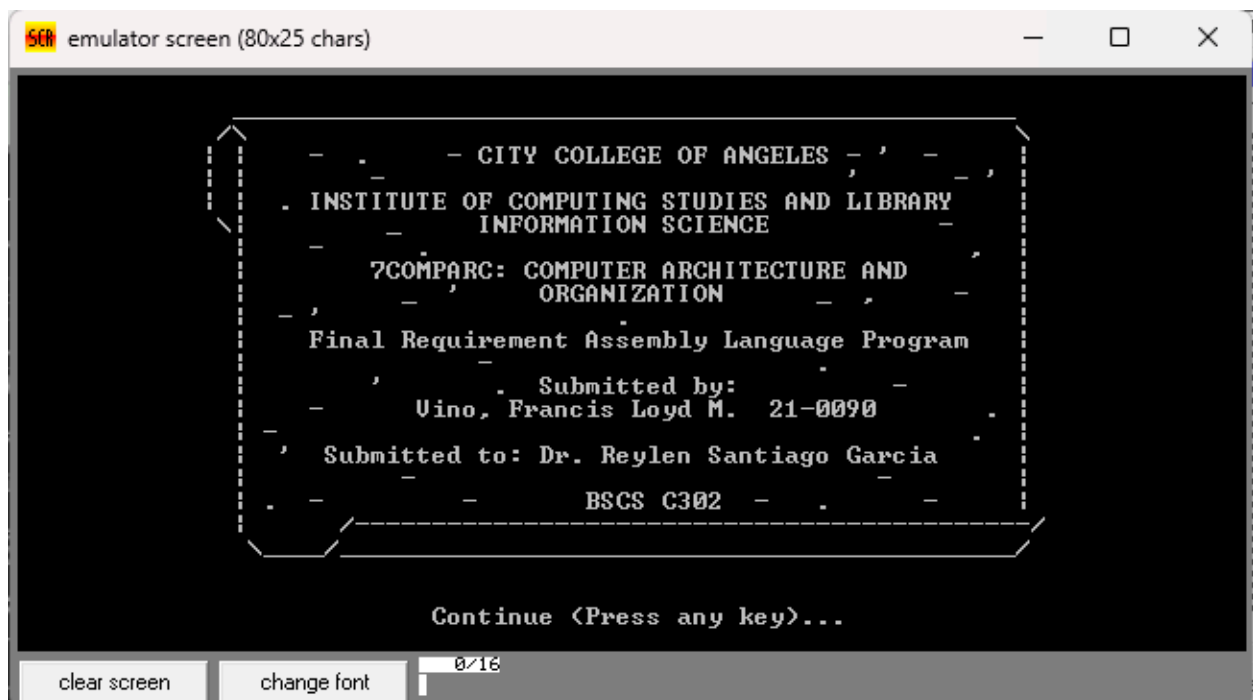 SCR emulator screen (80x25 chars)
CITY COLLEGE OF ANGELES
INSTITUTE OF COMPUTING STUDIES AND LIBRARY
INFORMATION SCIENCE
7COMPARC: COMPUTER ARCHITECTURE AND
ORGANIZATION
Final Requirement Assembly Language Program
Submitted by:
Vino, Francis Loyd M. 21-0090
Submitted to: Dr. Reylen Santiago Garcia
BSCS C302
Continue (Press any key)...
clear screen change font 0/16